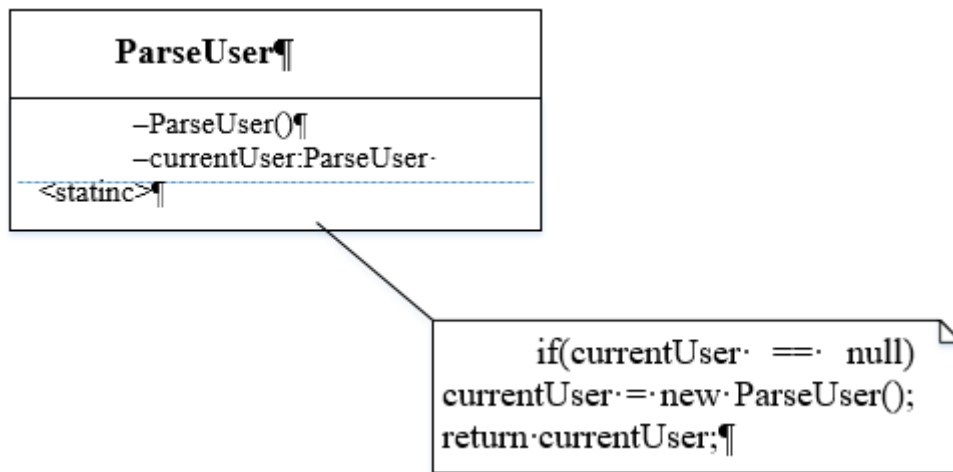 ParseUser¶
–ParseUser()¶
–currentUser:ParseUser·
<statinc>¶
if(currentUser· ==· null)
currentUser·=·new·ParseUser();
return·currentUser;¶